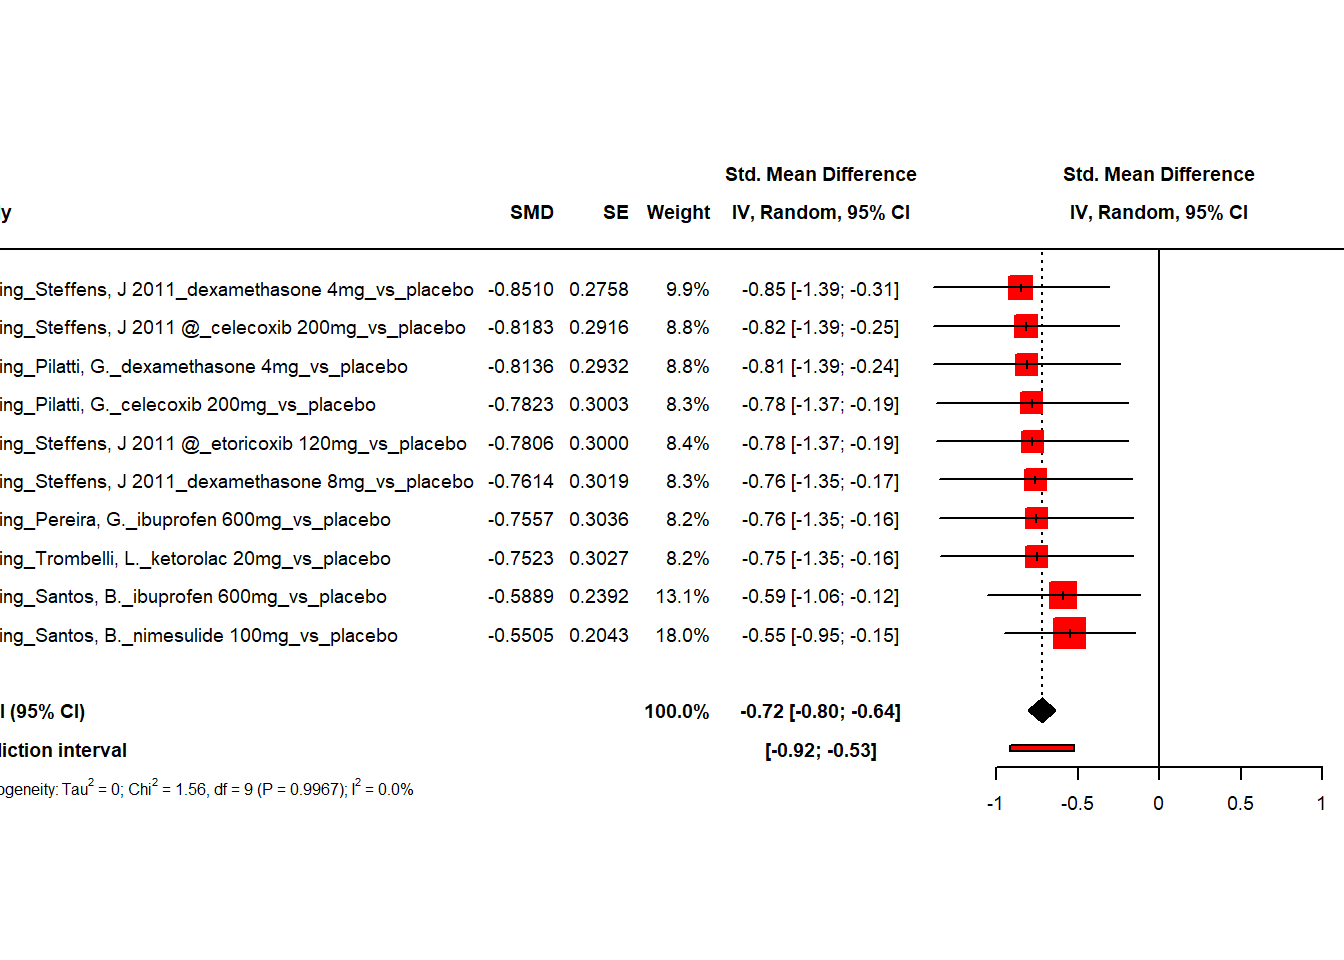 Std. Mean Difference Std. Mean Difference
y SMD SE Weight IV, Random, 95% CI IV, Random, 95% CI
ing_Steffens, J 2011_dexamethasone 4mg_vs_placebo -0.8510 0.2758 9.9% -0.85 [-1.39; -0.31]
ing_Steffens, J 2011 @_celecoxib 200mg_vs_placebo -0.8183 0.2916 8.8% -0.82 [-1.39; -0.25]
ing_Pilatti, G._dexamethasone 4mg_vs_placebo -0.8136 0.2932 8.8% -0.81 [-1.39; -0.24]
ing_Pilatti, G._celecoxib 200mg_vs_placebo -0.7823 0.3003 8.3% -0.78 [-1.37; -0.19]
ing_Steffens, J 2011 @_etoricoxib 120mg_vs_placebo -0.7806 0.3000 8.4% -0.78 [-1.37; -0.19]
ing_Steffens, J 2011_dexamethasone 8mg_vs_placebo -0.7614 0.3019 8.3% -0.76 [-1.35; -0.17]
ing_Pereira, G._ibuprofen 600mg_vs_placebo -0.7557 0.3036 8.2% -0.76 [-1.35; -0.16]
ing_Trombelli, L._ketorolac 20mg_vs_placebo -0.7523 0.3027 8.2% -0.75 [-1.35; -0.16]
ing_Santos, B._ibuprofen 600mg_vs_placebo -0.5889 0.2392 13.1% -0.59 [-1.06; -0.12]
ing_Santos, B._nimesulide 100mg_vs_placebo -0.5505 0.2043 18.0% -0.55 [-0.95; -0.15]
l (95% CI) 100.0% -0.72 [-0.80; -0.64]
iction interval [-0.92; -0.53]
ogeneity: Tau² = 0; Chi² = 1.56, df = 9 (P = 0.9967); I² = 0.0%
-1 -0.5 0 0.5 1